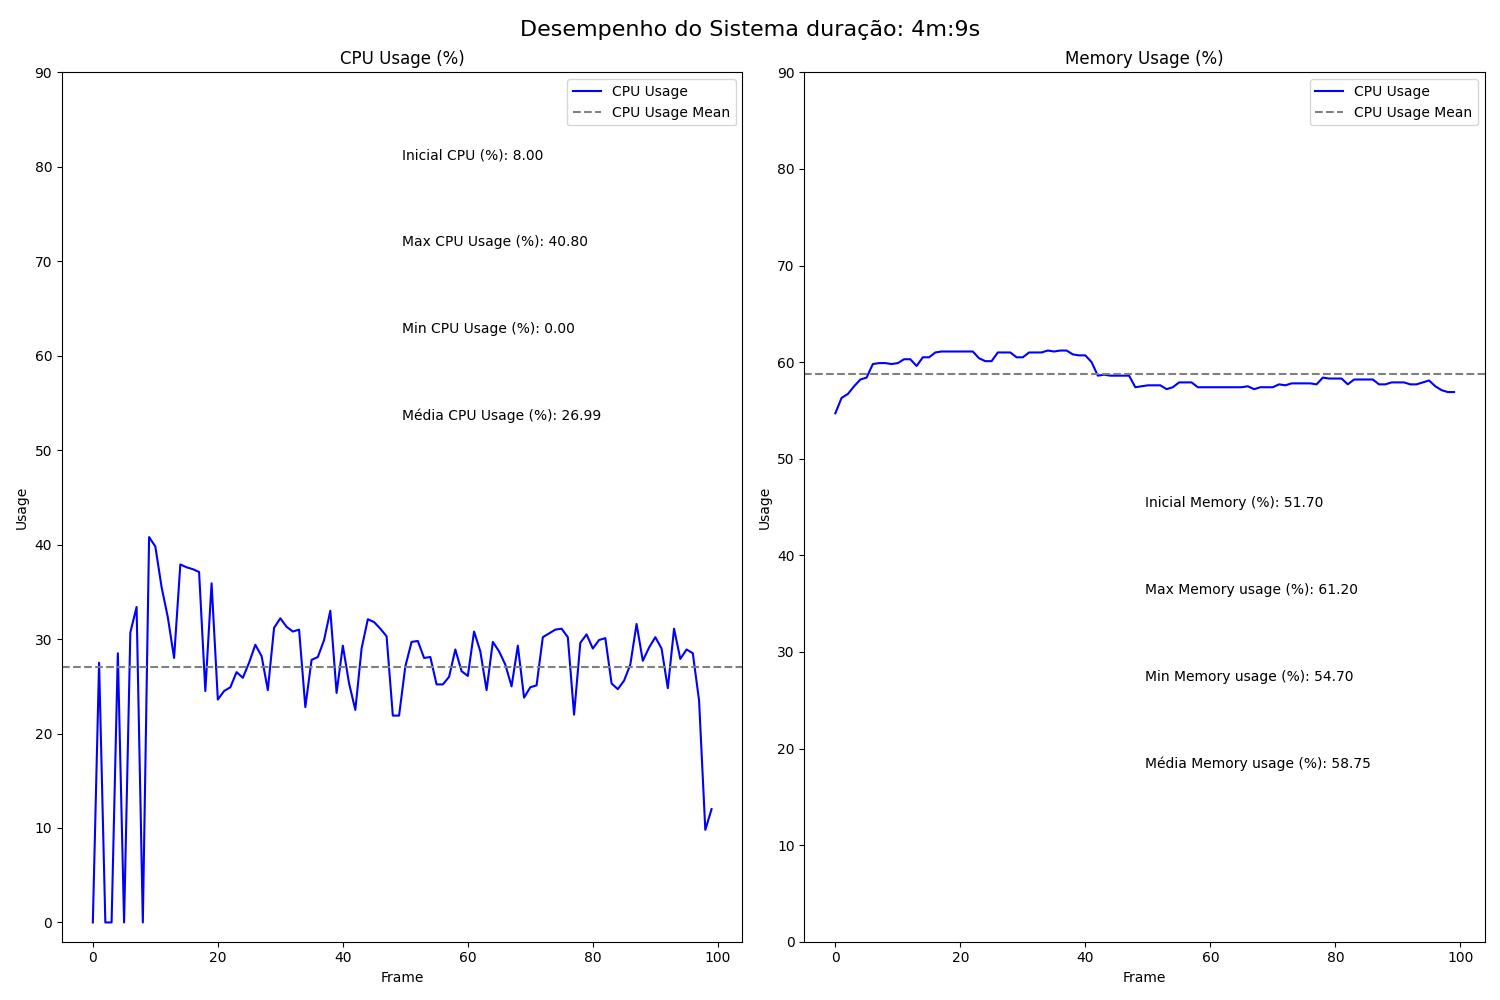 Desempenho do Sistema duração: 4m:9s
CPU Usage (%)
CPU Usage
CPU Usage Mean
Inicial CPU (%): 8.00
Max CPU Usage (%): 40.80
Min CPU Usage (%): 0.00
Média CPU Usage (%): 26.99
Usage
90
80
70
60
50
40
30
20
10
0
0 20 40 60 80 100
Frame
Memory Usage (%)
CPU Usage
CPU Usage Mean
Inicial Memory (%): 51.70
Max Memory usage (%): 61.20
Min Memory usage (%): 54.70
Média Memory usage (%): 58.75
Usage
90
80
70
60
50
40
30
20
10
0
0 20 40 60 80 100
Frame